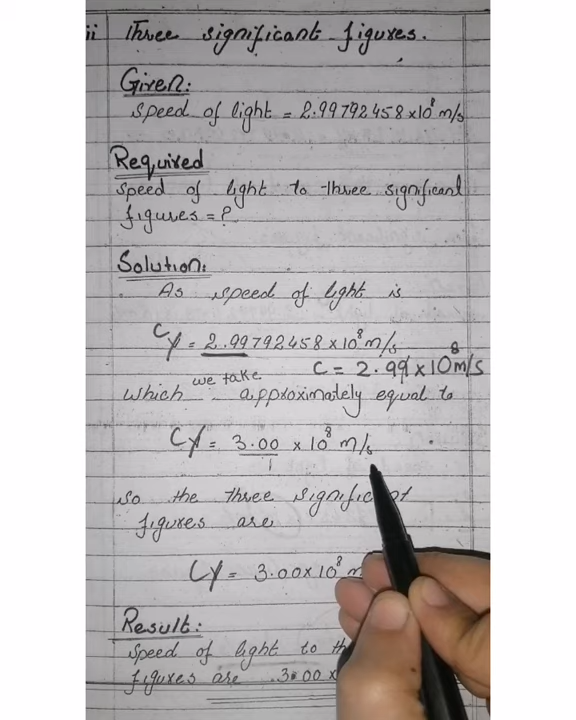 ii three significant figures.
Given:
Speed of light = 2.99792458×10⁸ m/s
Required
Speed of light to three significant
figures = ?
Solution:
As speed of light is
C = 2.99792458×10⁸ m/s
C = 2.99×10⁸ m/s
which we take approximately equal to
C = 3.00 × 10⁸ m/s
so the three significant
figures are
C = 3.00×10⁸ m
Result:
Speed of light to th
figures are 3.00×